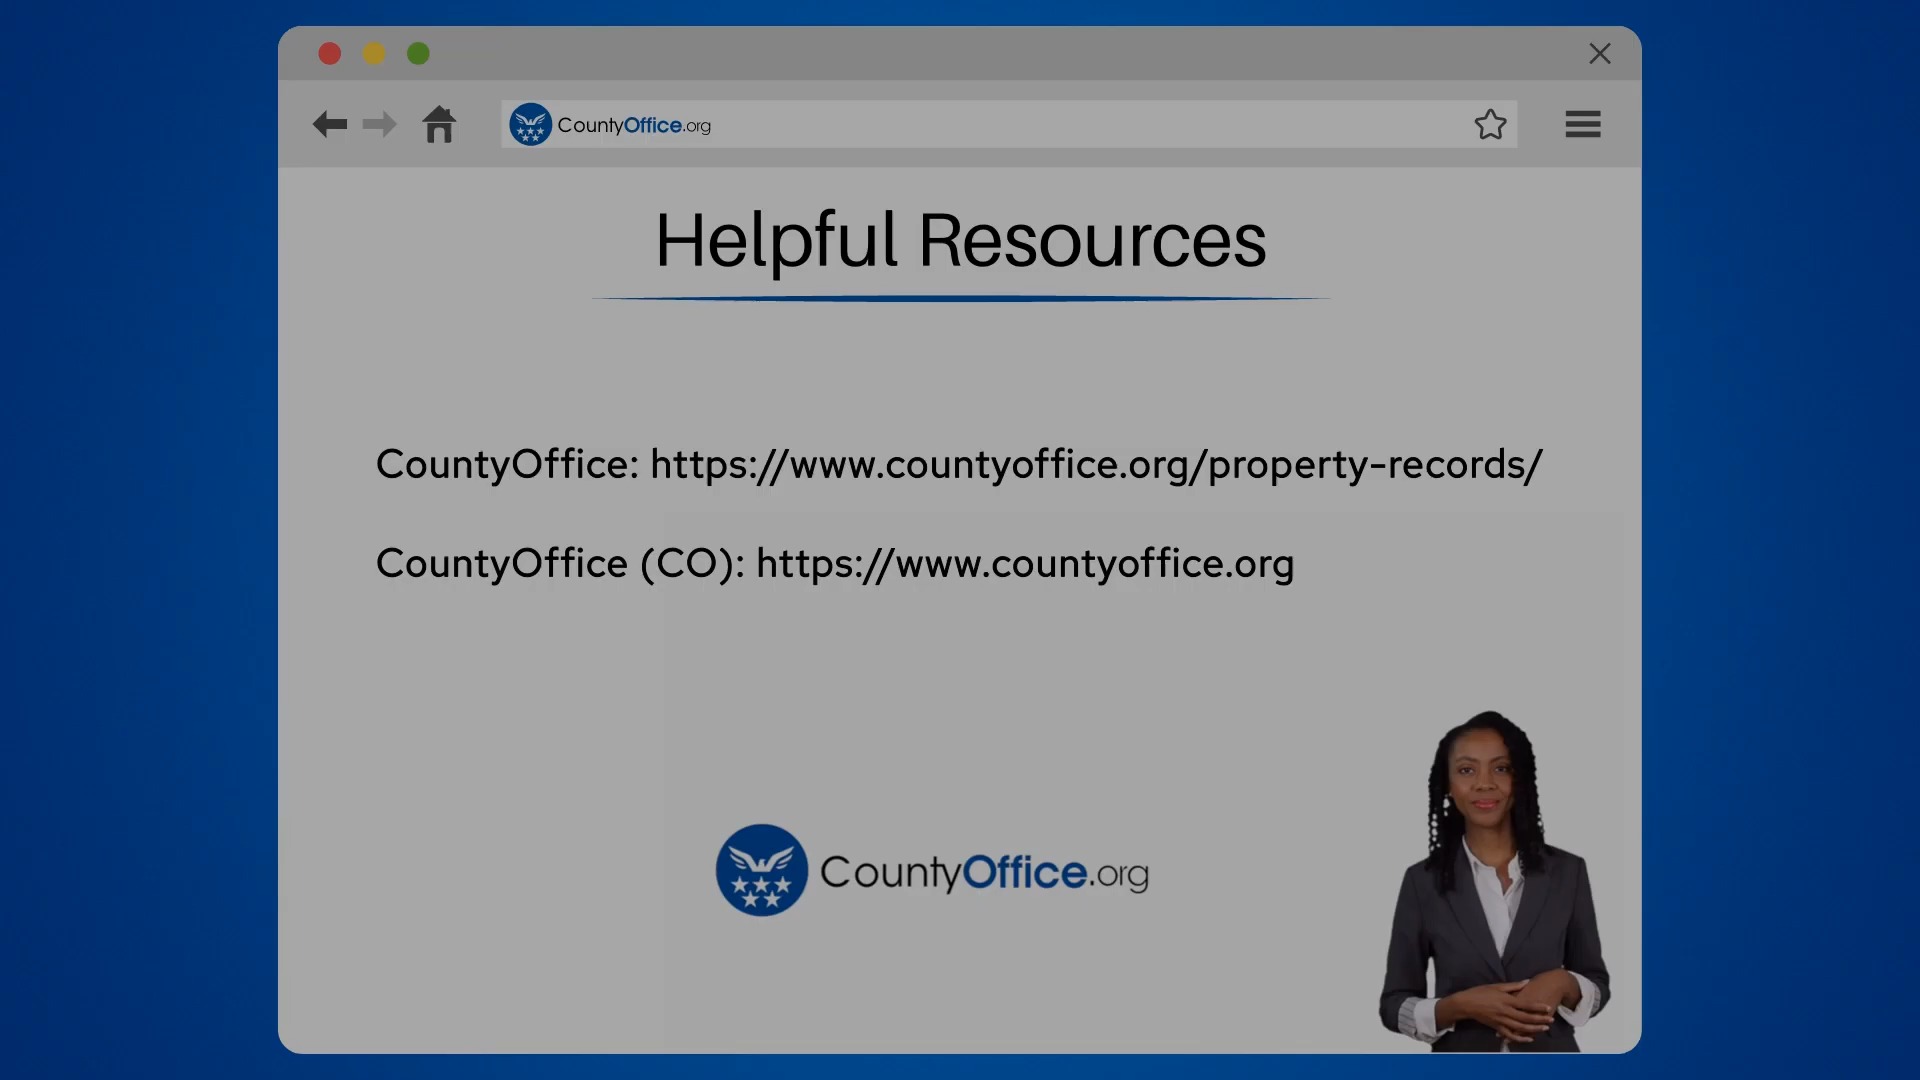 CountyOffice.org
Helpful Resources
CountyOffice: https://www.countyoffice.org/property-records/
CountyOffice (CO): https://www.countyoffice.org
CountyOffice.org